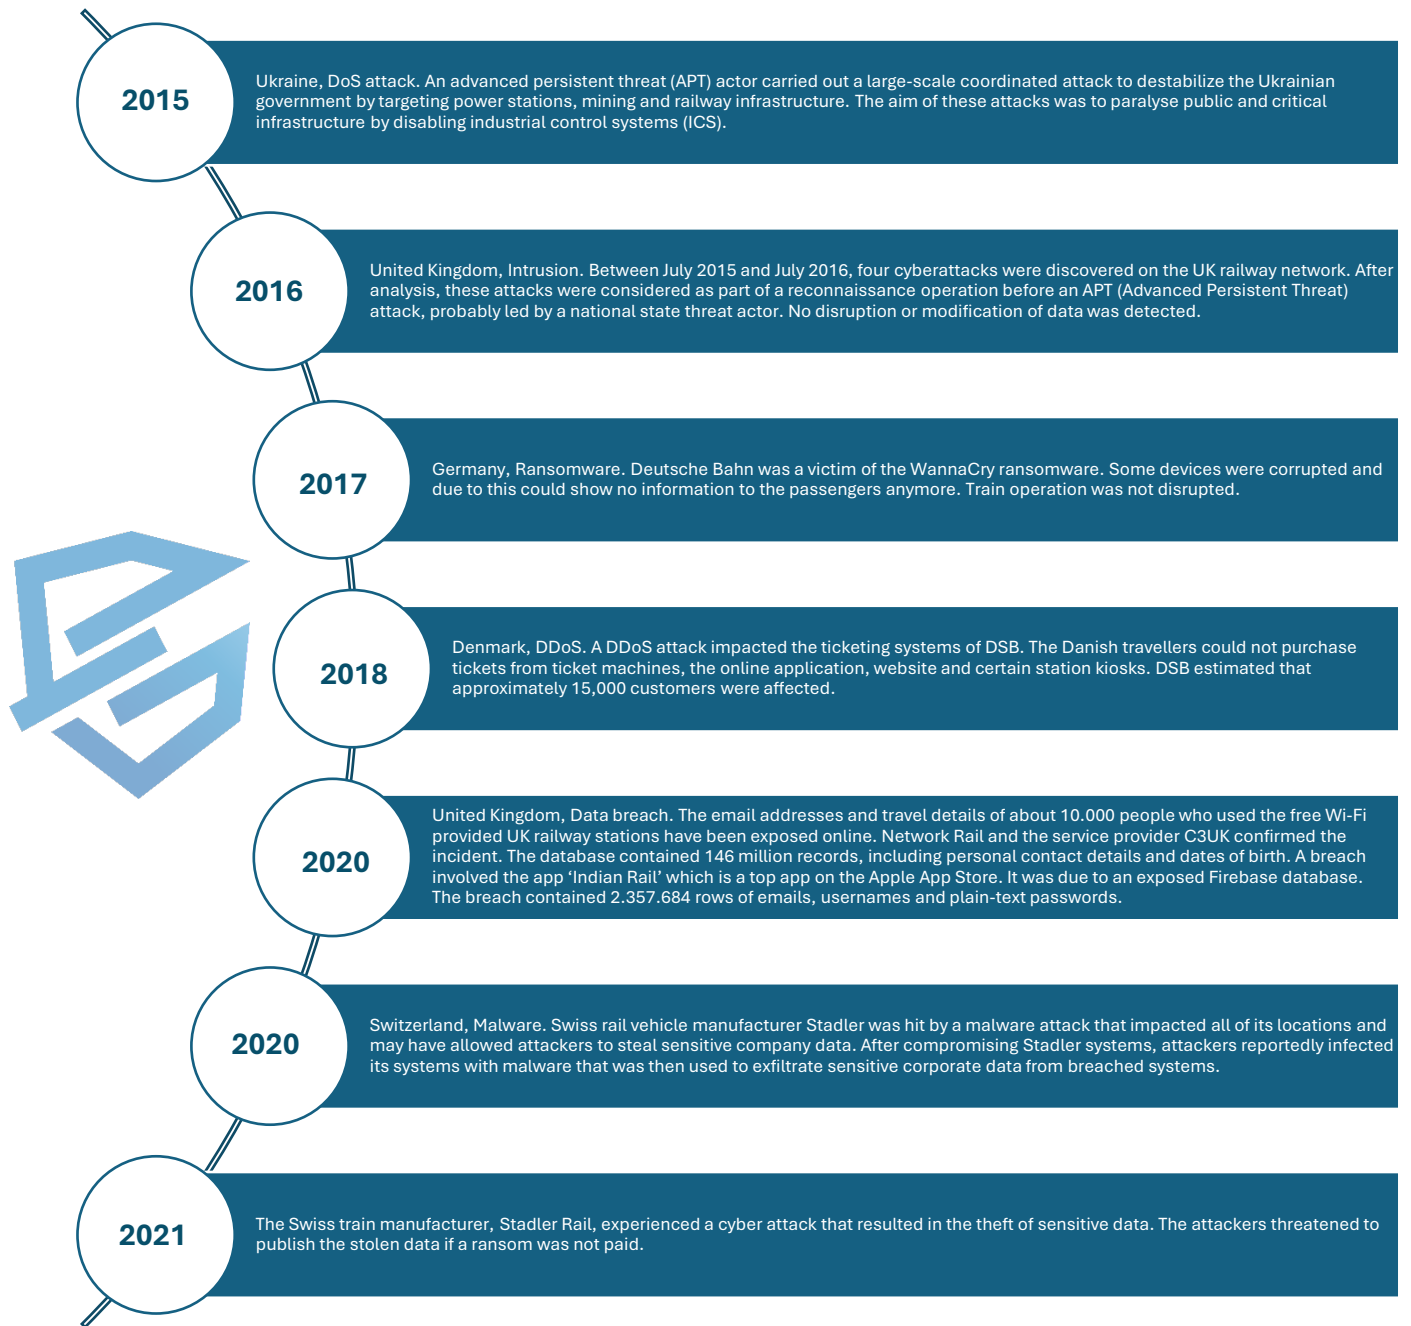 2015
Ukraine, DoS attack. An advanced persistent threat (APT) actor carried out a large-scale coordinated attack to destabilize the Ukrainian
government by targeting power stations, mining and railway infrastructure. The aim of these attacks was to paralyse public and critical
infrastructure by disabling industrial control systems (ICS).
2016
United Kingdom, Intrusion. Between July 2015 and July 2016, four cyberattacks were discovered on the UK railway network. After
analysis, these attacks were considered as part of a reconnaissance operation before an APT (Advanced Persistent Threat)
attack, probably led by a national state threat actor. No disruption or modification of data was detected.
2017
Germany, Ransomware. Deutsche Bahn was a victim of the WannaCry ransomware. Some devices were corrupted and
due to this could show no information to the passengers anymore. Train operation was not disrupted.
2018
Denmark, DDoS. A DDoS attack impacted the ticketing systems of DSB. The Danish travellers could not purchase
tickets from ticket machines, the online application, website and certain station kiosks. DSB estimated that
approximately 15,000 customers were affected.
2020
United Kingdom, Data breach. The email addresses and travel details of about 10.000 people who used the free Wi-Fi
provided UK railway stations have been exposed online. Network Rail and the service provider C3UK confirmed the
incident. The database contained 146 million records, including personal contact details and dates of birth. A breach
involved the app ‘Indian Rail’ which is a top app on the Apple App Store. It was due to an exposed Firebase database.
The breach contained 2.357.684 rows of emails, usernames and plain-text passwords.
2020
Switzerland, Malware. Swiss rail vehicle manufacturer Stadler was hit by a malware attack that impacted all of its locations and
may have allowed attackers to steal sensitive company data. After compromising Stadler systems, attackers reportedly infected
its systems with malware that was then used to exfiltrate sensitive corporate data from breached systems.
2021
The Swiss train manufacturer, Stadler Rail, experienced a cyber attack that resulted in the theft of sensitive data. The attackers threatened to
publish the stolen data if a ransom was not paid.